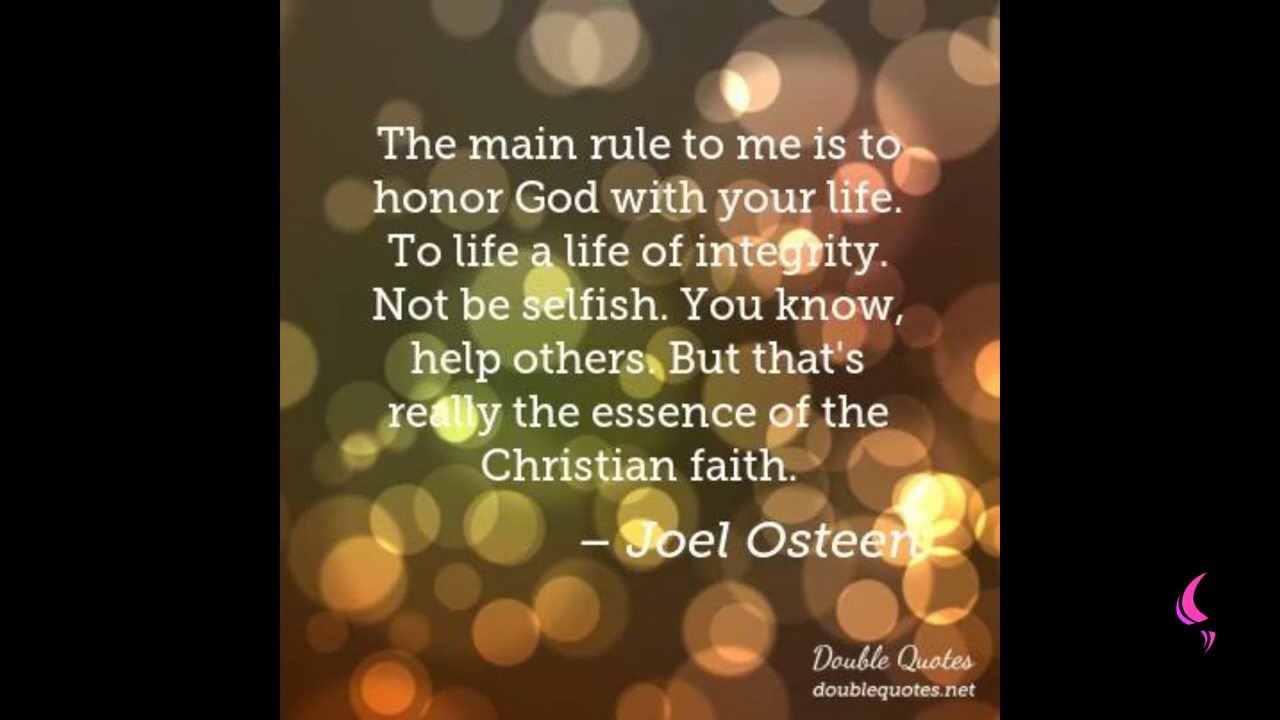 The main rule to me is to
honor God with your life.
To life a life of integrity.
Not be selfish. You know,
help others. But that's
really the essence of the
Christian faith.
– Joel Osteen
Double Quotes
doublequotes.net